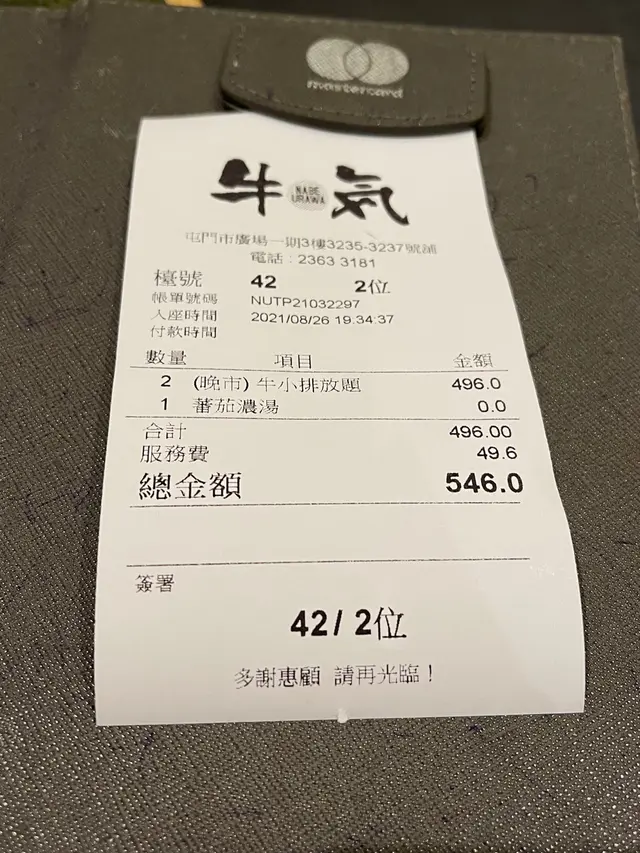 mastercard
牛 NABE URAWA 気
屯門市廣場一期3樓3235-3237號舖
電話：2363 3181
檯號 42 2位
帳單號碼 NUTP21032297
入座時間 2021/08/26 19:34:37
付款時間
數量 項目 金額
2 (晚市) 牛小排放題 496.0
1 蕃茄濃湯 0.0
合計 496.00
服務費 49.6
總金額 546.0
簽署
42/ 2位
多謝惠顧 請再光臨！